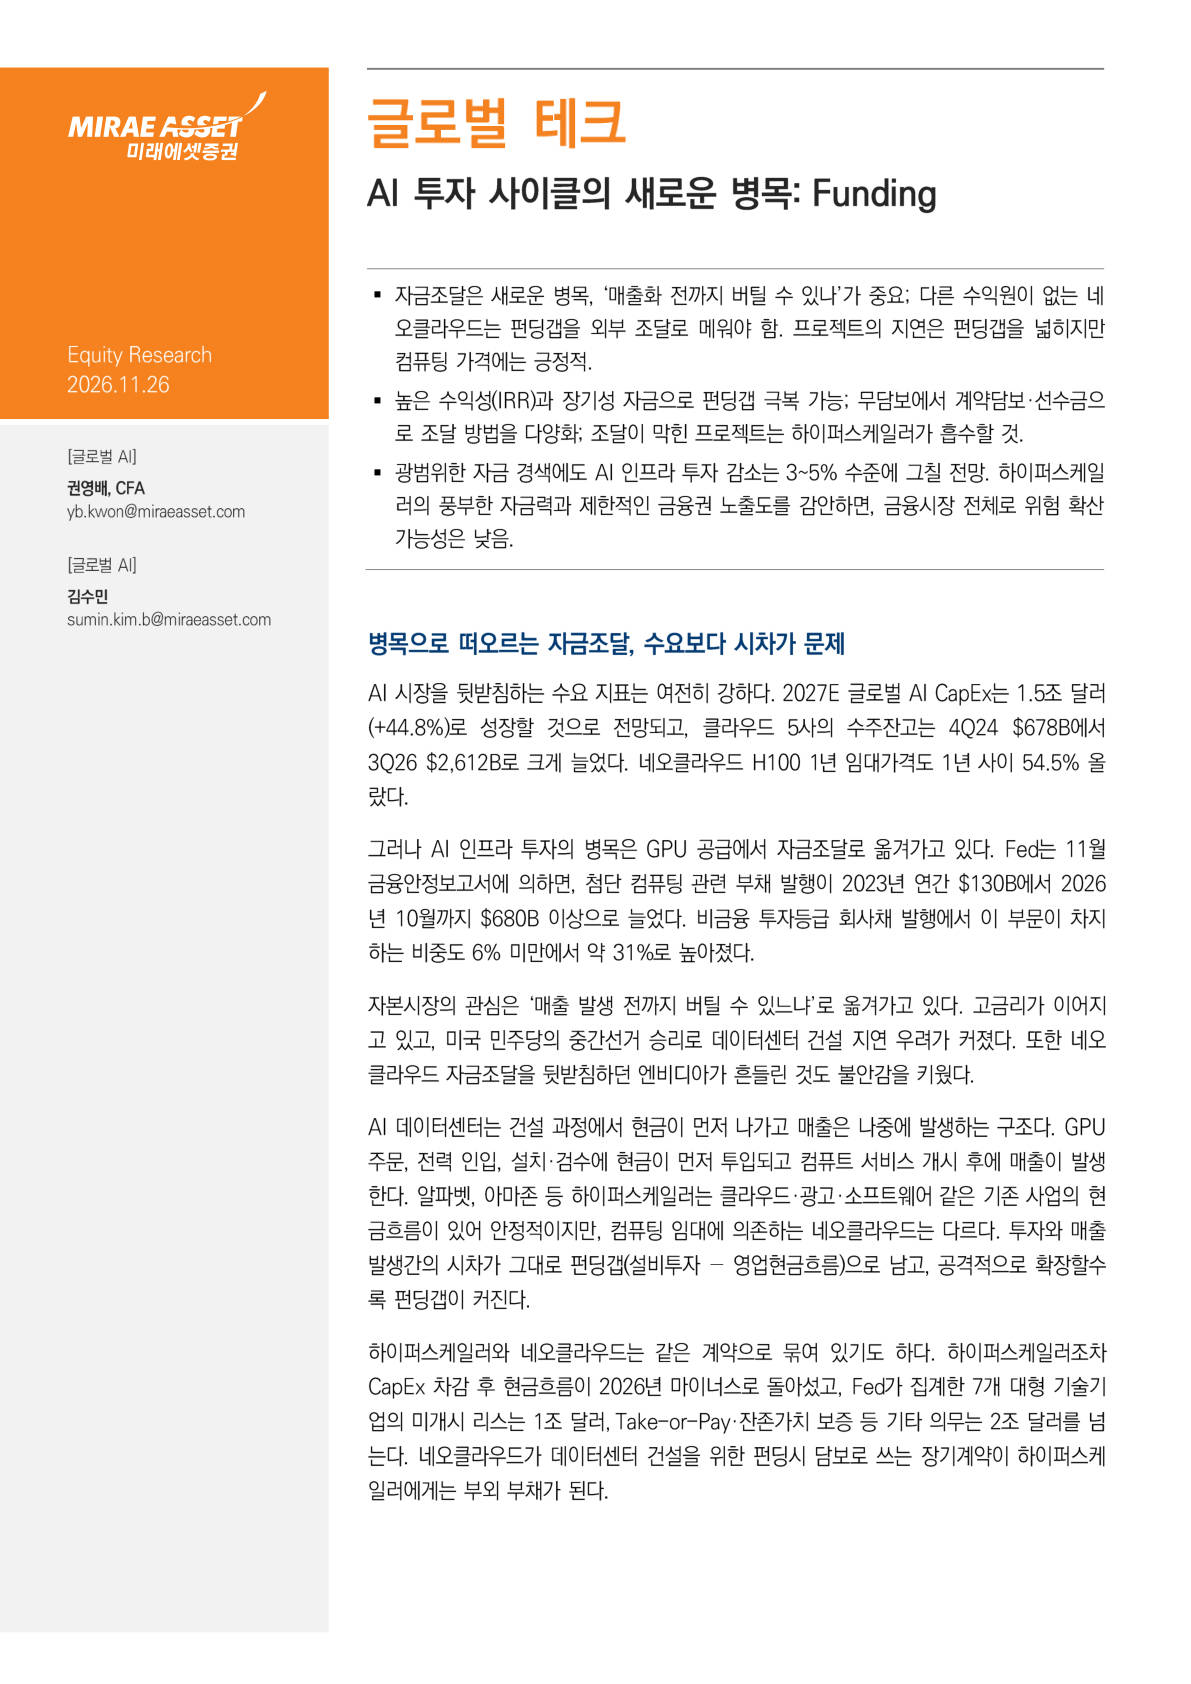 MIRAE ASSET
미래에셋증권
Equity Research
2026.11.26
[글로벌 AI]
권영배, CFA
yb.kwon@miraeasset.com
[글로벌 AI]
김수민
sumin.kim.b@miraeasset.com
글로벌 테크
AI 투자 사이클의 새로운 병목: Funding
▪ 자금조달은 새로운 병목, ‘매출화 전까지 버틸 수 있나’가 중요; 다른 수익원이 없는 네
오클라우드는 펀딩갭을 외부 조달로 메워야 함. 프로젝트의 지연은 펀딩갭을 넓히지만
컴퓨팅 가격에는 긍정적.
▪ 높은 수익성(IRR)과 장기성 자금으로 펀딩갭 극복 가능; 무담보에서 계약담보·선수금으
로 조달 방법을 다양화; 조달이 막힌 프로젝트는 하이퍼스케일러가 흡수할 것.
▪ 광범위한 자금 경색에도 AI 인프라 투자 감소는 3~5% 수준에 그칠 전망. 하이퍼스케일
러의 풍부한 자금력과 제한적인 금융권 노출도를 감안하면, 금융시장 전체로 위험 확산
가능성은 낮음.
병목으로 떠오르는 자금조달, 수요보다 시차가 문제
AI 시장을 뒷받침하는 수요 지표는 여전히 강하다. 2027E 글로벌 AI CapEx는 1.5조 달러
(+44.8%)로 성장할 것으로 전망되고, 클라우드 5사의 수주잔고는 4Q24 $678B에서
3Q26 $2,612B로 크게 늘었다. 네오클라우드 H100 1년 임대가격도 1년 사이 54.5% 올
랐다.
그러나 AI 인프라 투자의 병목은 GPU 공급에서 자금조달로 옮겨가고 있다. Fed는 11월
금융안정보고서에 의하면, 첨단 컴퓨팅 관련 부채 발행이 2023년 연간 $130B에서 2026
년 10월까지 $680B 이상으로 늘었다. 비금융 투자등급 회사채 발행에서 이 부문이 차지
하는 비중도 6% 미만에서 약 31%로 높아졌다.
자본시장의 관심은 ‘매출 발생 전까지 버틸 수 있느냐’로 옮겨가고 있다. 고금리가 이어지
고 있고, 미국 민주당의 중간선거 승리로 데이터센터 건설 지연 우려가 커졌다. 또한 네오
클라우드 자금조달을 뒷받침하던 엔비디아가 흔들린 것도 불안감을 키웠다.
AI 데이터센터는 건설 과정에서 현금이 먼저 나가고 매출은 나중에 발생하는 구조다. GPU
주문, 전력 인입, 설치·검수에 현금이 먼저 투입되고 컴퓨트 서비스 개시 후에 매출이 발생
한다. 알파벳, 아마존 등 하이퍼스케일러는 클라우드·광고·소프트웨어 같은 기존 사업의 현
금흐름이 있어 안정적이지만, 컴퓨팅 임대에 의존하는 네오클라우드는 다르다. 투자와 매출
발생간의 시차가 그대로 펀딩갭(설비투자 – 영업현금흐름)으로 남고, 공격적으로 확장할수
록 펀딩갭이 커진다.
하이퍼스케일러와 네오클라우드는 같은 계약으로 묶여 있기도 하다. 하이퍼스케일러조차
CapEx 차감 후 현금흐름이 2026년 마이너스로 돌아섰고, Fed가 집계한 7개 대형 기술기
업의 미개시 리스는 1조 달러, Take-or-Pay·잔존가치 보증 등 기타 의무는 2조 달러를 넘
는다. 네오클라우드가 데이터센터 건설을 위한 펀딩시 담보로 쓰는 장기계약이 하이퍼스케
일러에게는 부외 부채가 된다.